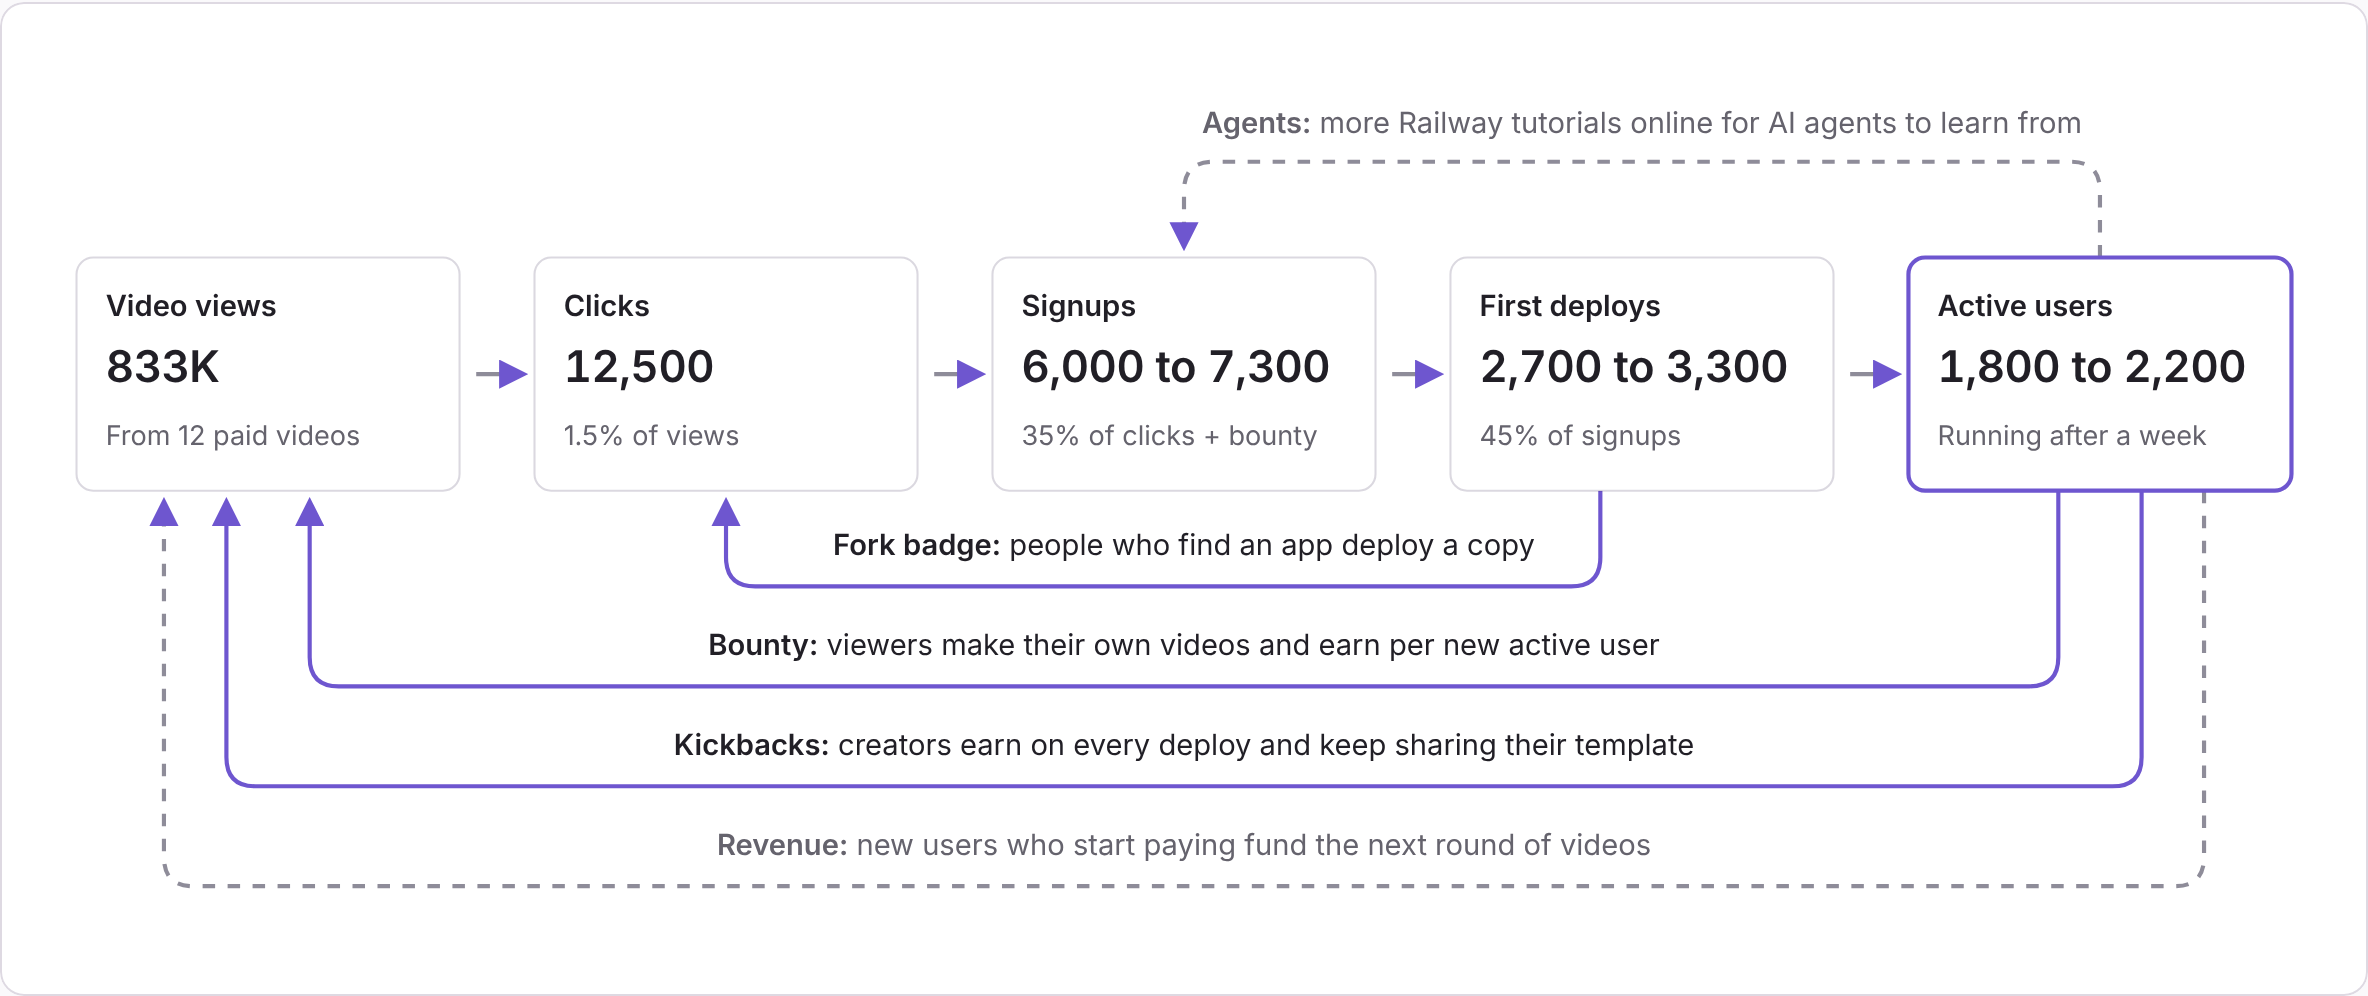 Agents: more Railway tutorials online for AI agents to learn from
Video views
833K
From 12 paid videos
Clicks
12,500
1.5% of views
Signups
6,000 to 7,300
35% of clicks + bounty
First deploys
2,700 to 3,300
45% of signups
Active users
1,800 to 2,200
Running after a week
Fork badge: people who find an app deploy a copy
Bounty: viewers make their own videos and earn per new active user
Kickbacks: creators earn on every deploy and keep sharing their template
Revenue: new users who start paying fund the next round of videos